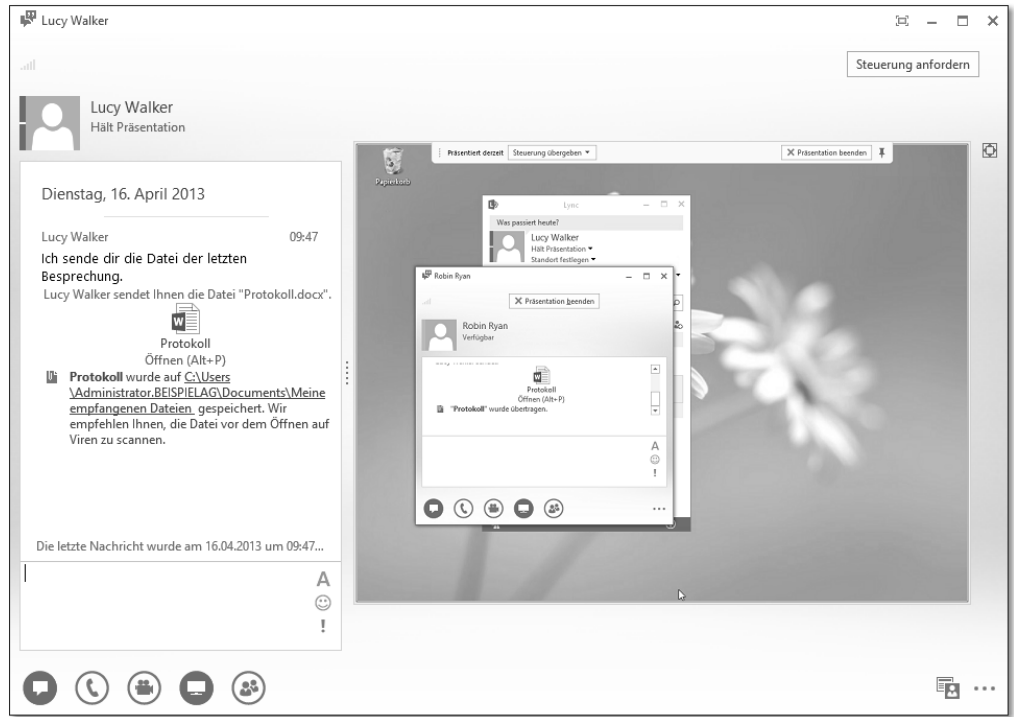 Lucy Walker
Steuerung anfordern
Lucy Walker
Hält Präsentation
Dienstag, 16. April 2013
Lucy Walker 09:47
Ich sende dir die Datei der letzten
Besprechung.
Lucy Walker sendet Ihnen die Datei "Protokoll.docx".
Protokoll
Öffnen (Alt+P)
Protokoll wurde auf C:\Users
\Administrator.BEISPIELAG\Documents\Meine
empfangenen Dateien gespeichert. Wir
empfehlen Ihnen, die Datei vor dem Öffnen auf
Viren zu scannen.
Die letzte Nachricht wurde am 16.04.2013 um 09:47...
A
!
Präsentiert derzeit Steuerung übergeben Präsentation beenden
Papierkorb
Lync
Was passiert heute?
Lucy Walker
Hält Präsentation
Standort festlegen
Robin Ryan
Präsentation beenden
Robin Ryan
Verfügbar
Protokoll
Öffnen (Alt+P)
"Protokoll" wurde übertragen.
A
!